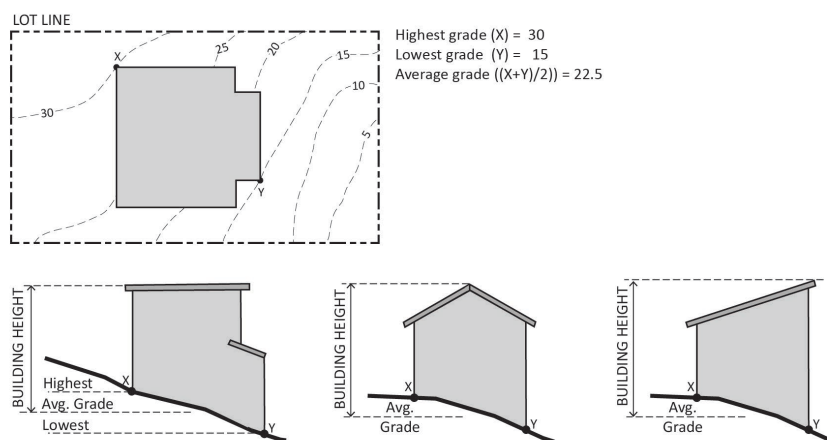 LOT LINE
Highest grade (X) = 30
Lowest grade (Y) = 15
Average grade ((X+Y)/2)) = 22.5
X
25
20
15
10
30
5
Y
BUILDING HEIGHT
X
Highest
Avg. Grade
Lowest
Y
BUILDING HEIGHT
X
Avg.
Grade
Y
BUILDING HEIGHT
X
Avg.
Grade
Y